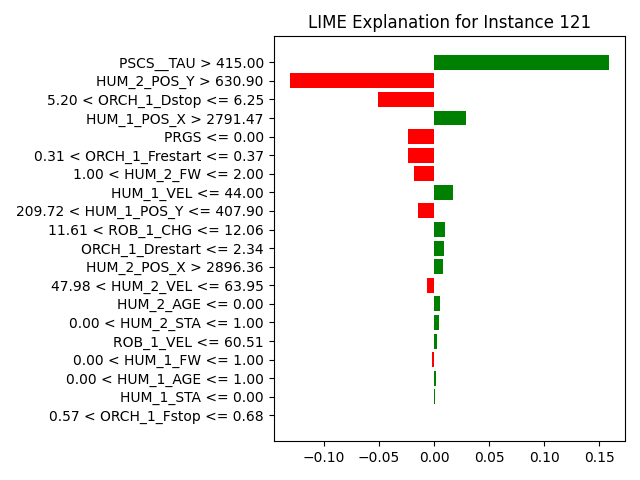 LIME Explanation for Instance 121
PSCS__TAU > 415.00
HUM_2_POS_Y > 630.90
5.20 < ORCH_1_Dstop <= 6.25
HUM_1_POS_X > 2791.47
PRGS <= 0.00
0.31 < ORCH_1_Frestart <= 0.37
1.00 < HUM_2_FW <= 2.00
HUM_1_VEL <= 44.00
209.72 < HUM_1_POS_Y <= 407.90
11.61 < ROB_1_CHG <= 12.06
ORCH_1_Drestart <= 2.34
HUM_2_POS_X > 2896.36
47.98 < HUM_2_VEL <= 63.95
HUM_2_AGE <= 0.00
0.00 < HUM_2_STA <= 1.00
ROB_1_VEL <= 60.51
0.00 < HUM_1_FW <= 1.00
0.00 < HUM_1_AGE <= 1.00
HUM_1_STA <= 0.00
0.57 < ORCH_1_Fstop <= 0.68
−0.10 −0.05 0.00 0.05 0.10 0.15